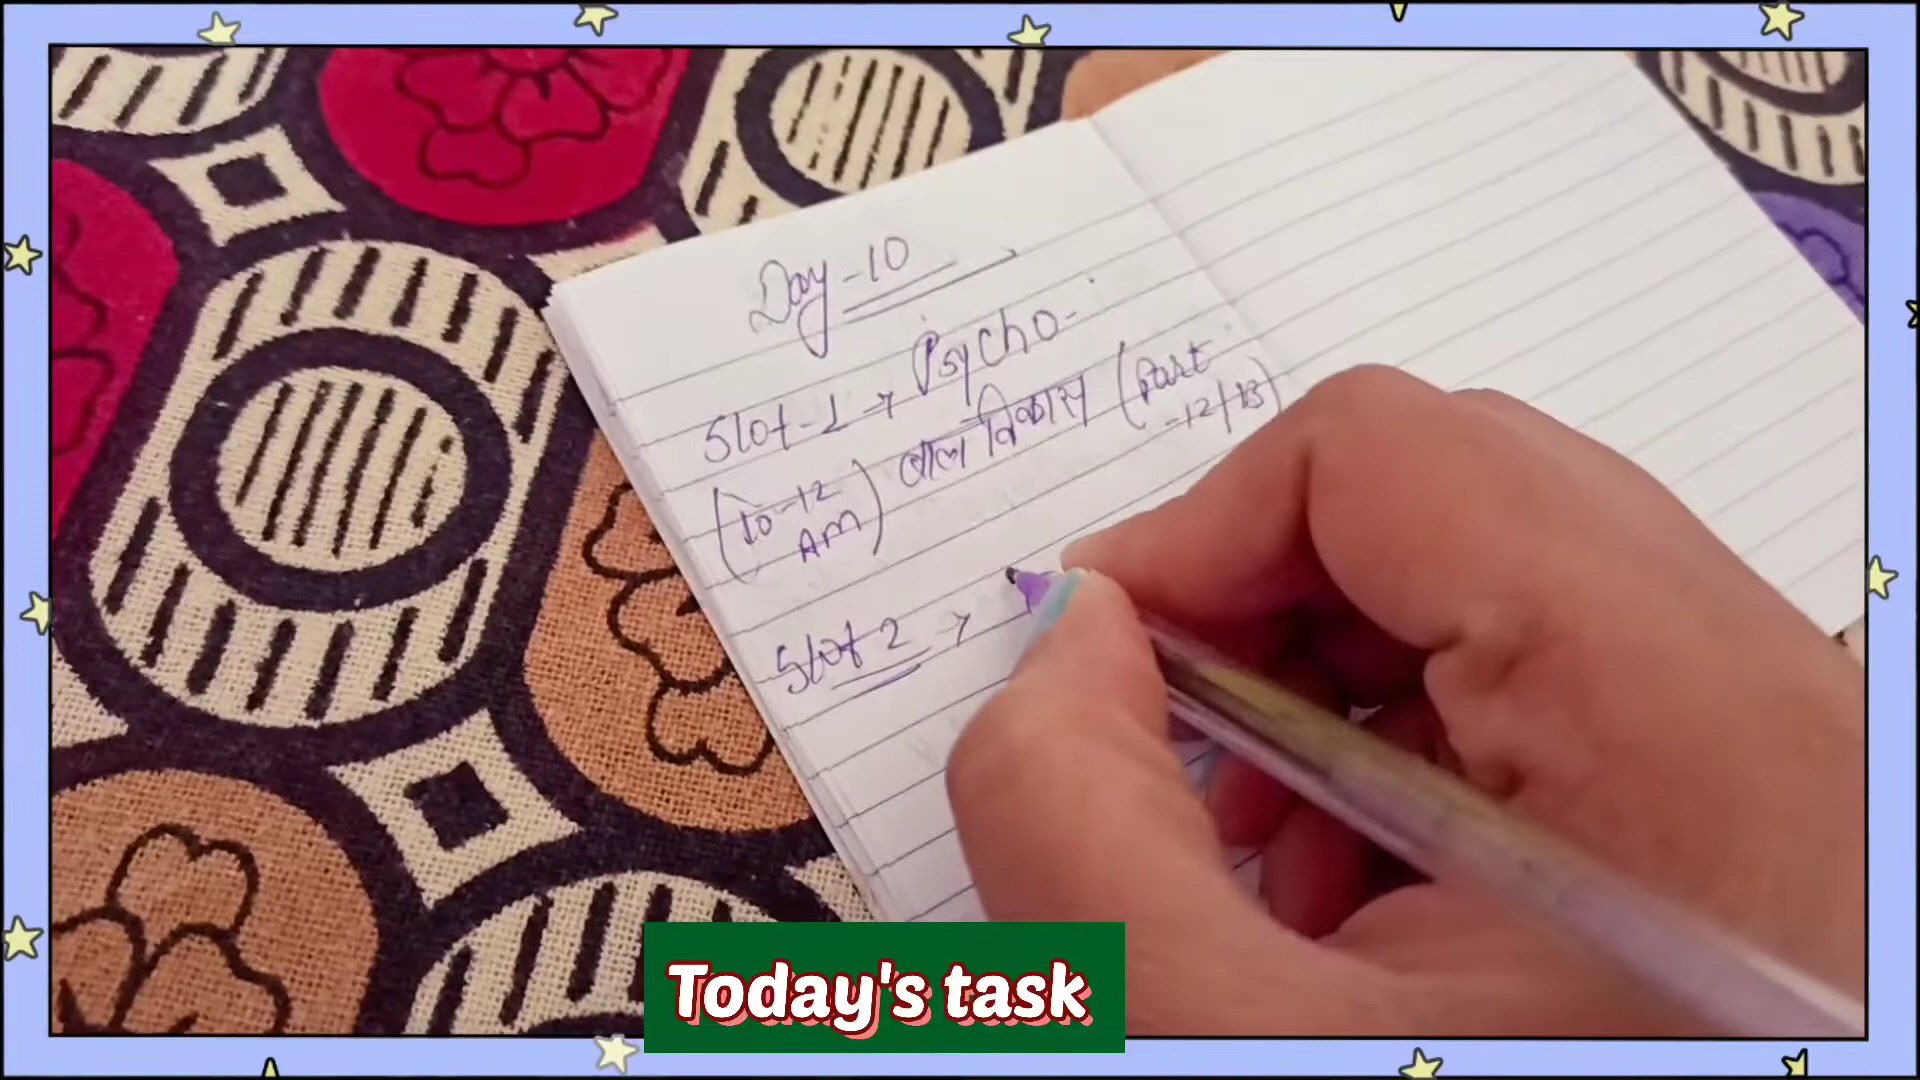 Day-10
Slot-1 → Psycho-
(10-12 AM) बाल विकास (Part -12/13)
Slot 2 →
Today's task